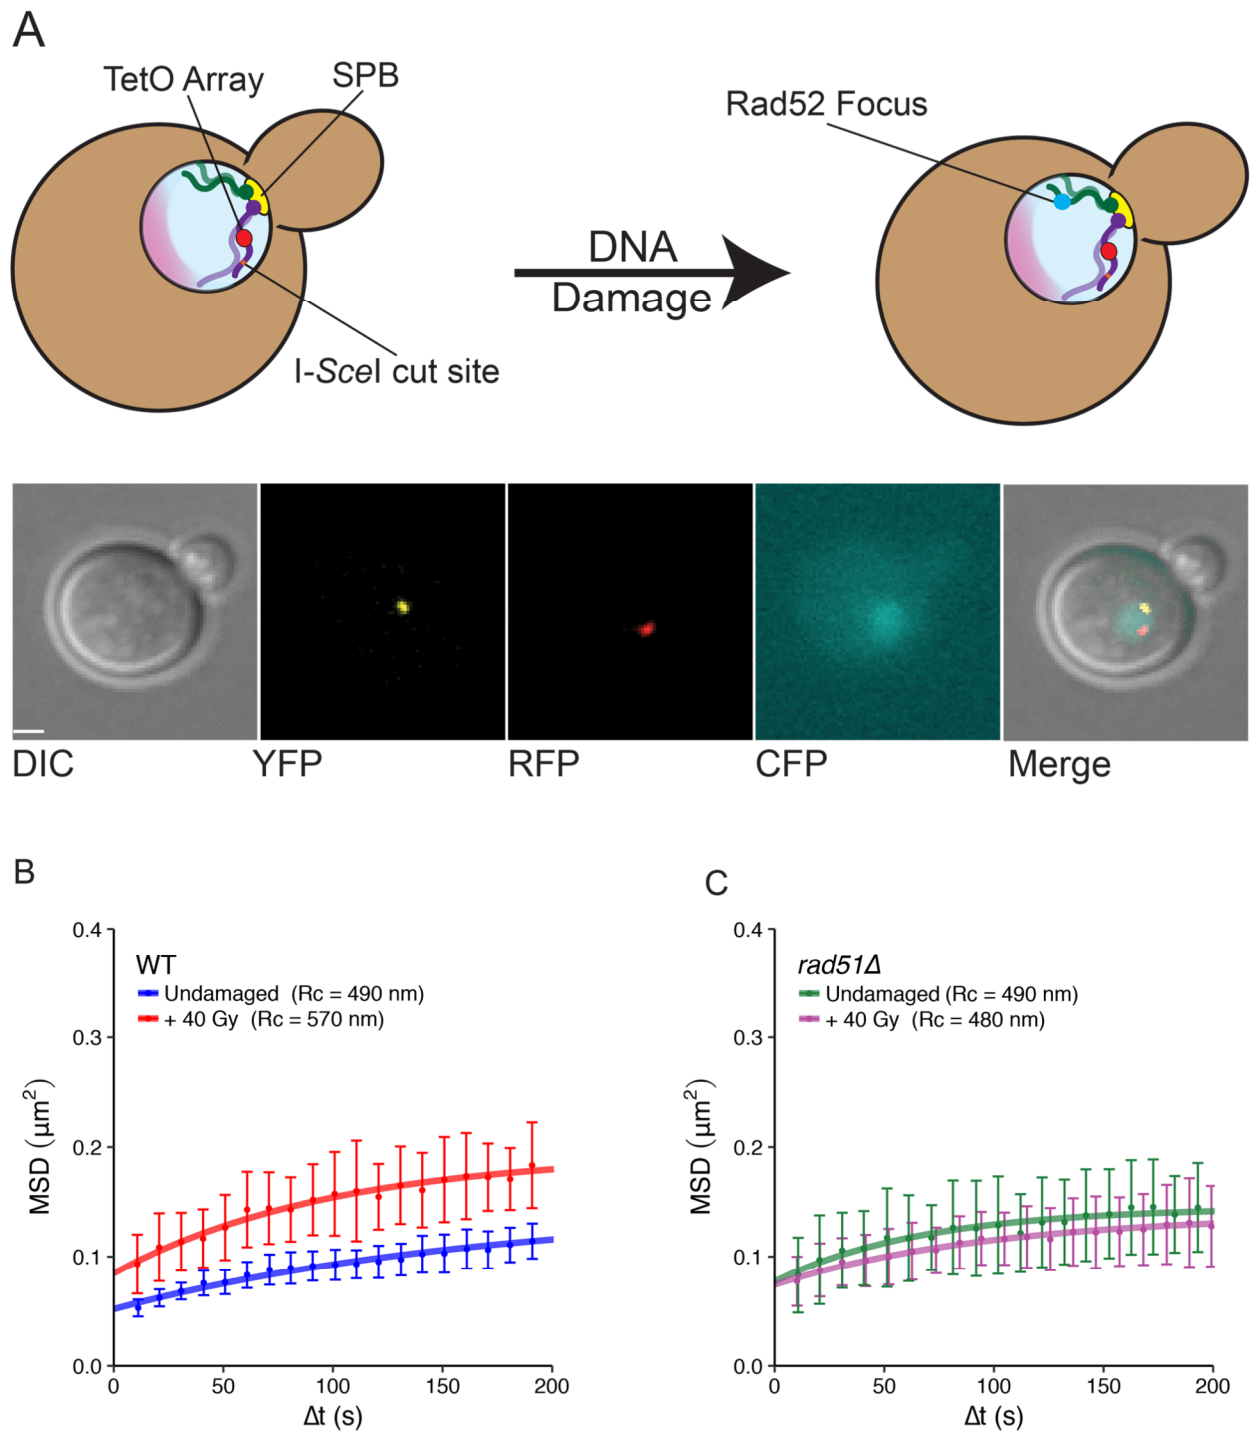 A
TetO Array
SPB
Rad52 Focus
DNA
Damage
I-SceI cut site
DIC
YFP
RFP
CFP
Merge
B
0.4
0.3
0.2
0.1
0.0
MSD (µm²)
WT
Undamaged (Rc = 490 nm)
+ 40 Gy (Rc = 570 nm)
0 50 100 150 200
Δt (s)
C
0.4
0.3
0.2
0.1
0.0
MSD (µm²)
rad51Δ
Undamaged (Rc = 490 nm)
+ 40 Gy (Rc = 480 nm)
0 50 100 150 200
Δt (s)